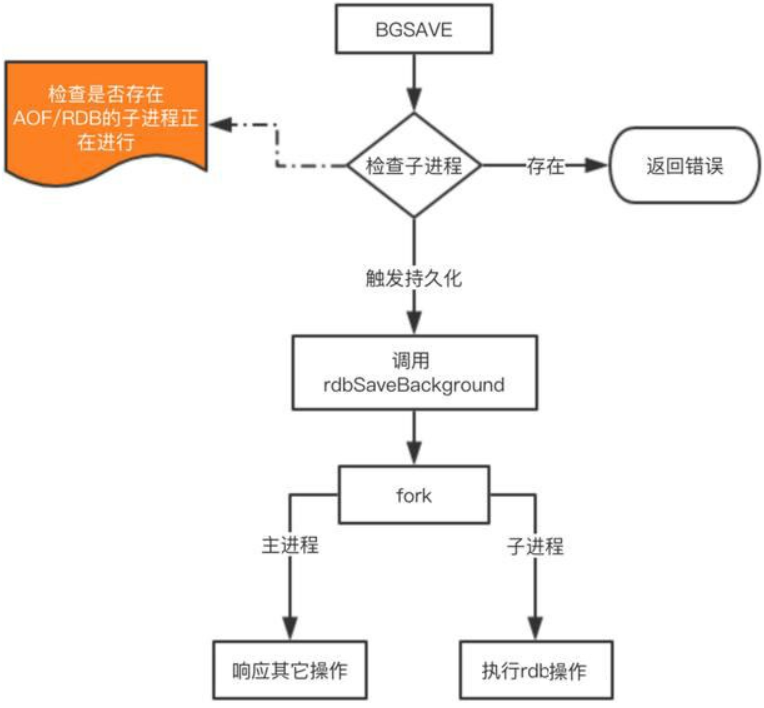 BGSAVE
检查是否存在
AOF/RDB的子进程正
在进行
检查子进程
存在
返回错误
触发持久化
调用
rdbSaveBackground
fork
主进程
子进程
响应其它操作
执行rdb操作